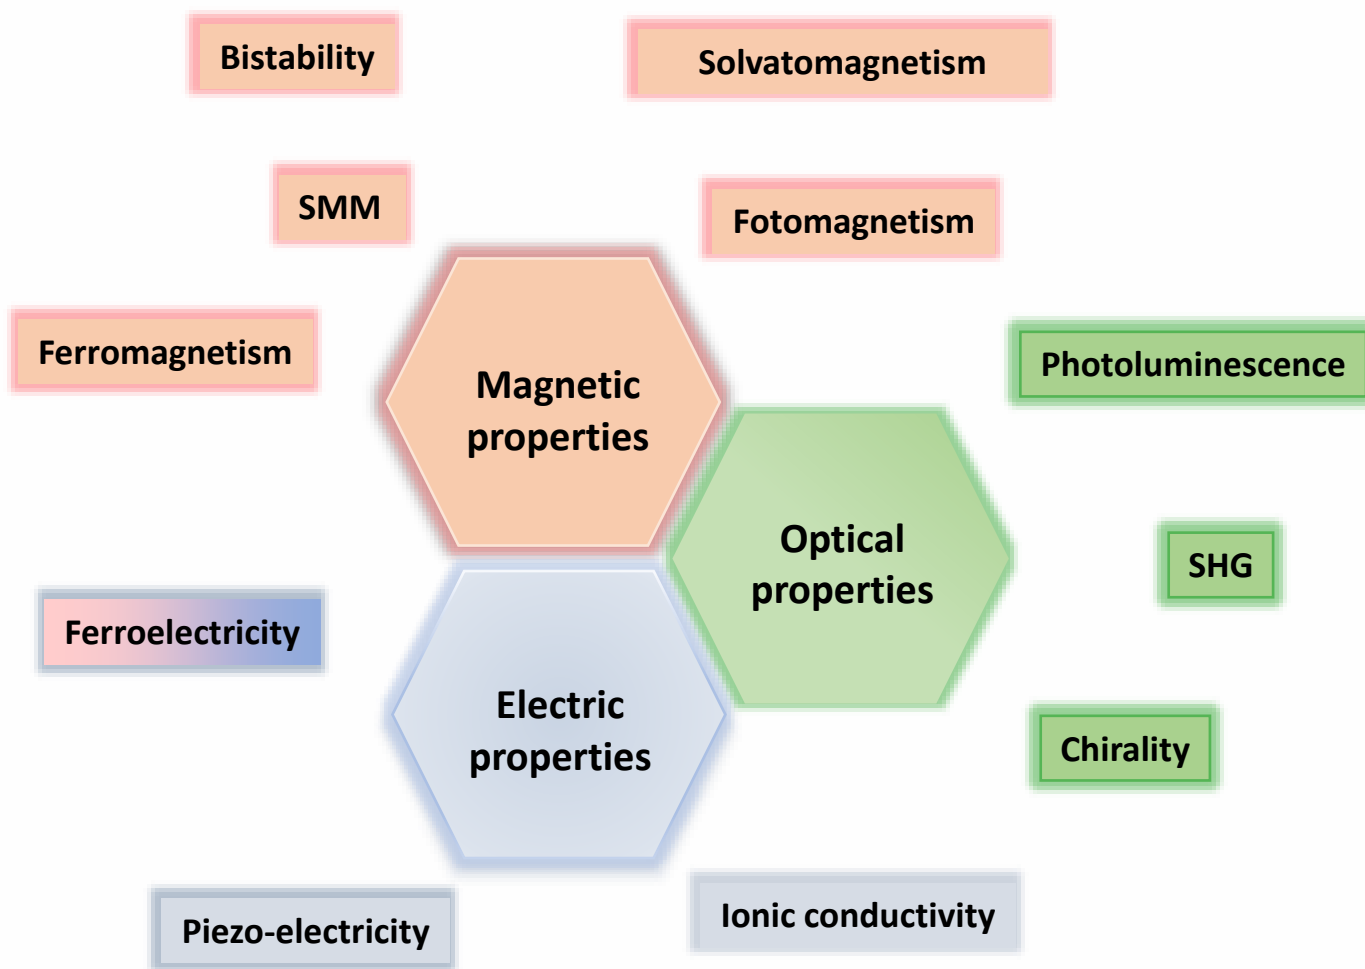 Bistability
Solvatomagnetism
SMM
Fotomagnetism
Ferromagnetism
Photoluminescence
Magnetic
properties
Optical
properties
SHG
Ferroelectricity
Electric
properties
Chirality
Piezo-electricity
Ionic conductivity